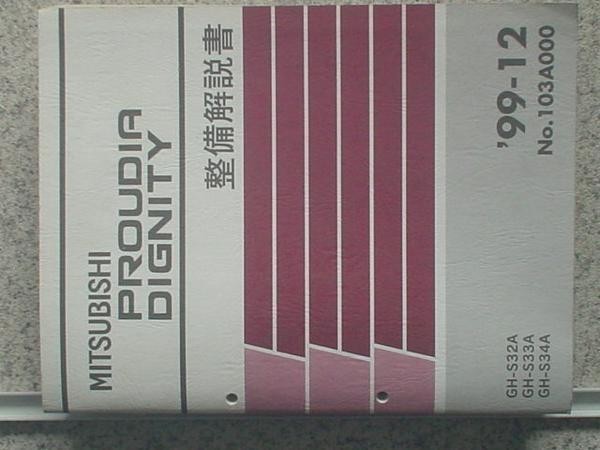 MITSUBISHI
PROUDIA
DIGNITY
整備解説書
'99-12
No.103A000
GH-S32A
GH-S33A
GH-S34A